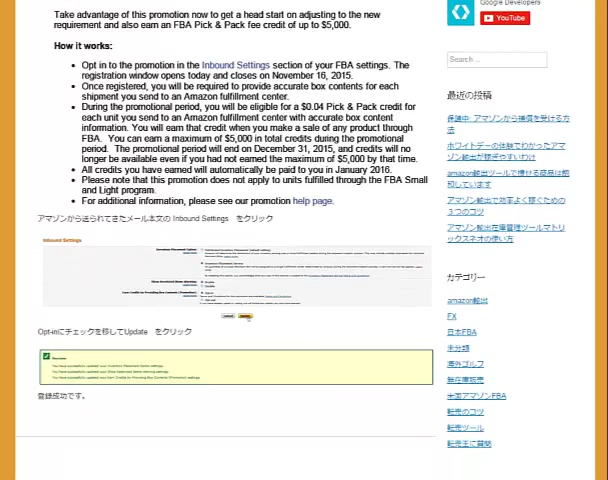 Take advantage of this promotion now to get a head start on adjusting to the new
requirement and also earn an FBA Pick & Pack fee credit of up to $5,000.
How it works:
Opt in to the promotion in the Inbound Settings section of your FBA settings. The
registration window opens today and closes on November 16, 2015.
Once registered, you will be required to provide accurate box contents for each
shipment you send to an Amazon fulfillment center.
During the promotional period, you will be eligible for a $0.04 Pick & Pack credit for
each unit you send to an Amazon fulfillment center with accurate box content
information. You will earn that credit when you make a sale of any product through
FBA. You can earn a maximum of $5,000 in total credits during the promotional
period. The promotional period will end on December 31, 2015, and credits will no
longer be available even if you had not earned the maximum of $5,000 by that time.
All credits you have earned will automatically be paid to you in January 2016.
Please note that this promotion does not apply to units fulfilled through the FBA Small
and Light program.
For additional information, please see our promotion help page.
アマゾンから送られてきたメール本文の Inbound Settings をクリック
Inbound Settings
Opt-inにチェックを移してUpdate をクリック
登録成功です。
Google Developers
YouTube
Search ...
最近の投稿
保護中: アマゾンから補償を受ける方
法
ホワイトデーの体験でわかったアマ
ゾン輸出が稼ぎやすいわけ
amazon輸出ツールで捜せる商品は飽
和しています
アマゾン輸出で効率よく稼ぐための
3つのコツ
アマゾン輸出在庫管理ツールマトリ
ックスネオの使い方
カテゴリー
amazon輸出
FX
日本FBA
未分類
海外ゴルフ
無在庫販売
米国アマゾンFBA
転売のコツ
転売ツール
転売王に質問